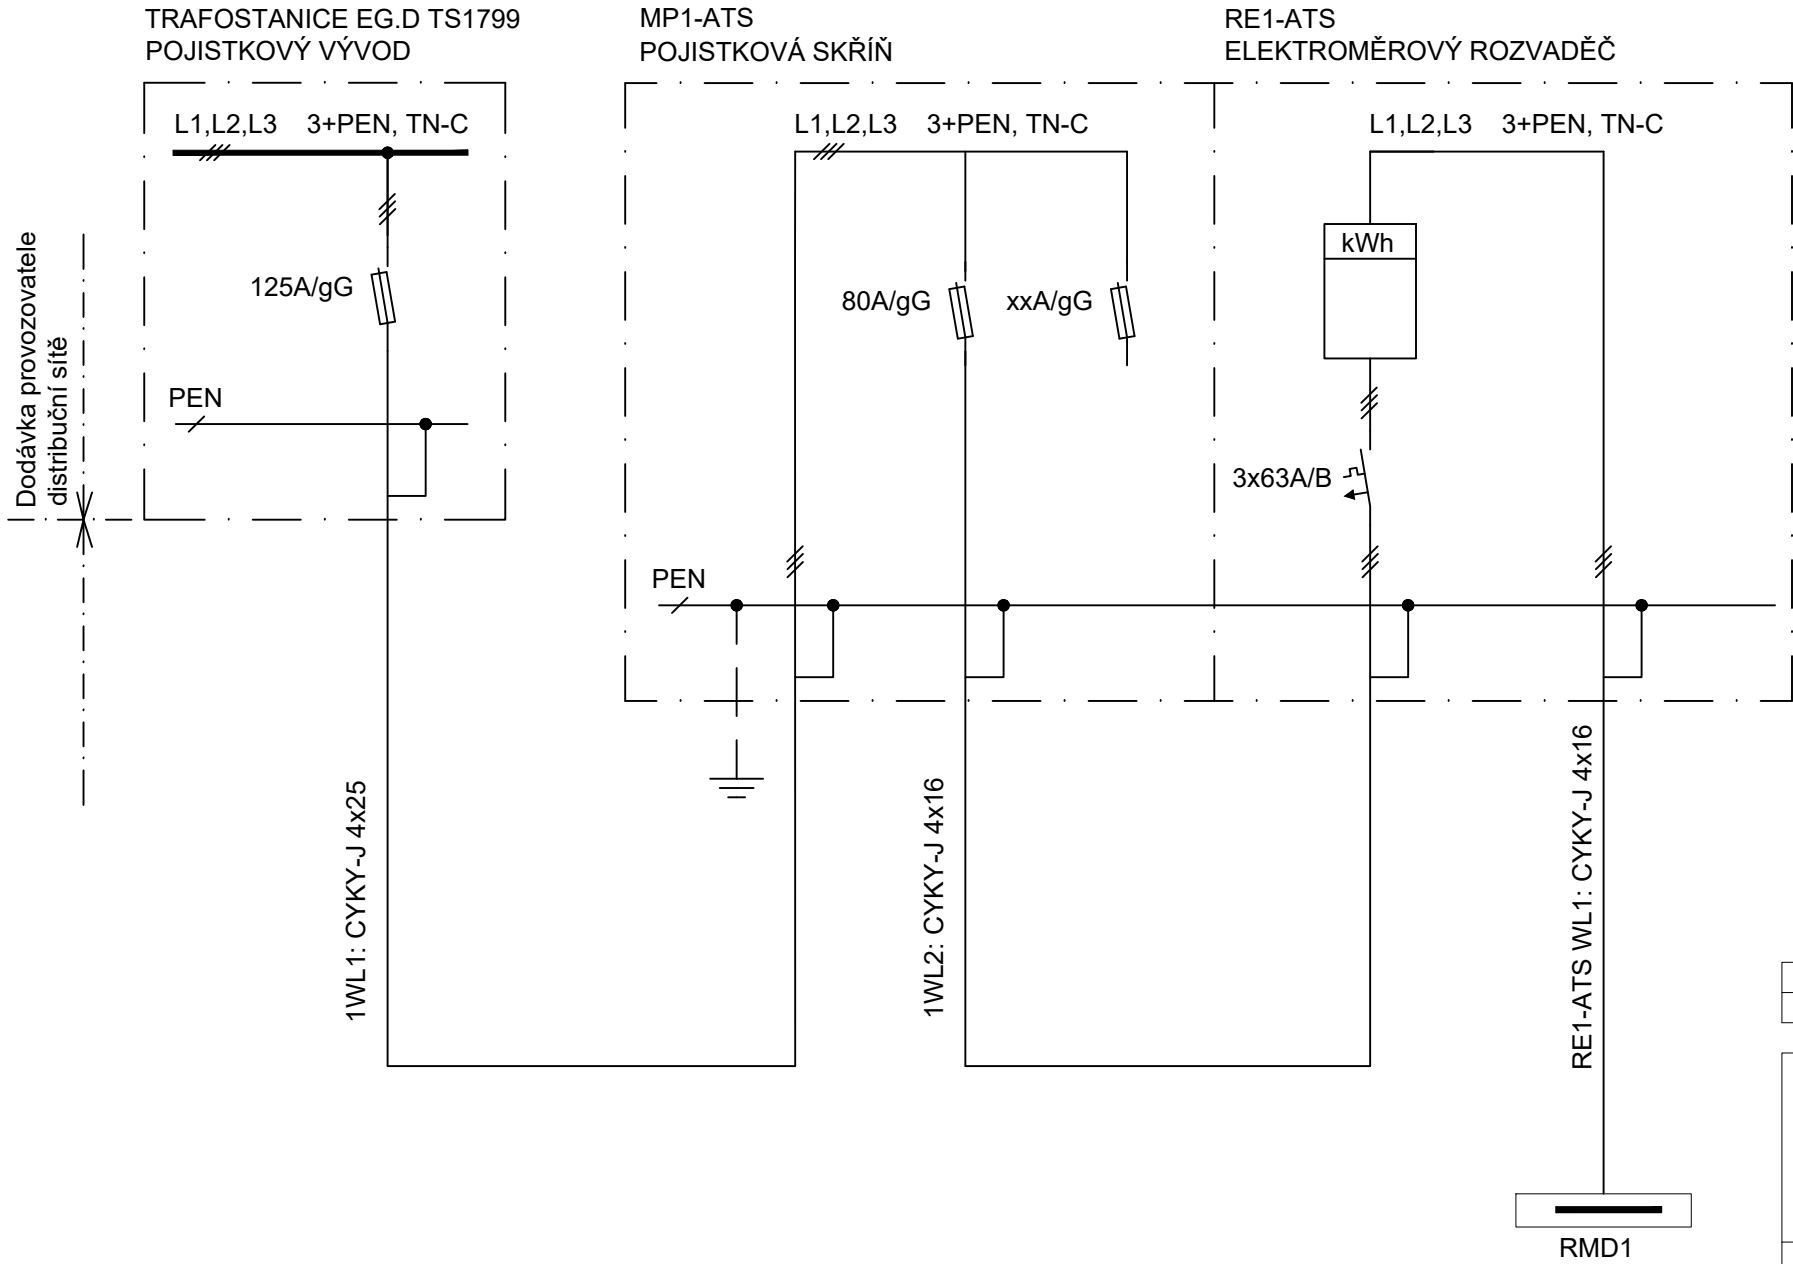 TRAFOSTANICE EG.D TS1799
POJISTKOVÝ VÝVOD
MP1-ATS
POJISTKOVÁ SKŘÍŇ
RE1-ATS
ELEKTROMĚROVÝ ROZVADĚČ
L1,L2,L3 3+PEN, TN-C
L1,L2,L3 3+PEN, TN-C
L1,L2,L3 3+PEN, TN-C
kWh
125A/gG
80A/gG
xxA/gG
Dodávka provozovatele
distribuční sítě
PEN
3x63A/B
PEN
1WL1: CYKY-J 4x25
1WL2: CYKY-J 4x16
RE1-ATS WL1: CYKY-J 4x16
RMD1